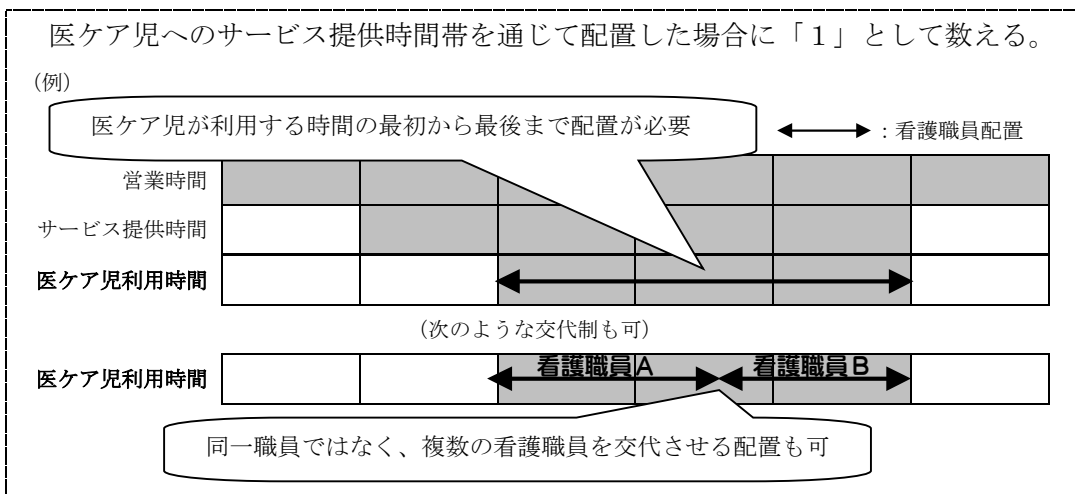 医ケア児へのサービス提供時間帯を通じて配置した場合に「１」として数える。
(例)
医ケア児が利用する時間の最初から最後まで配置が必要
：看護職員配置
営業時間
サービス提供時間
医ケア児利用時間
(次のような交代制も可)
医ケア児利用時間
看護職員A
看護職員B
同一職員ではなく、複数の看護職員を交代させる配置も可